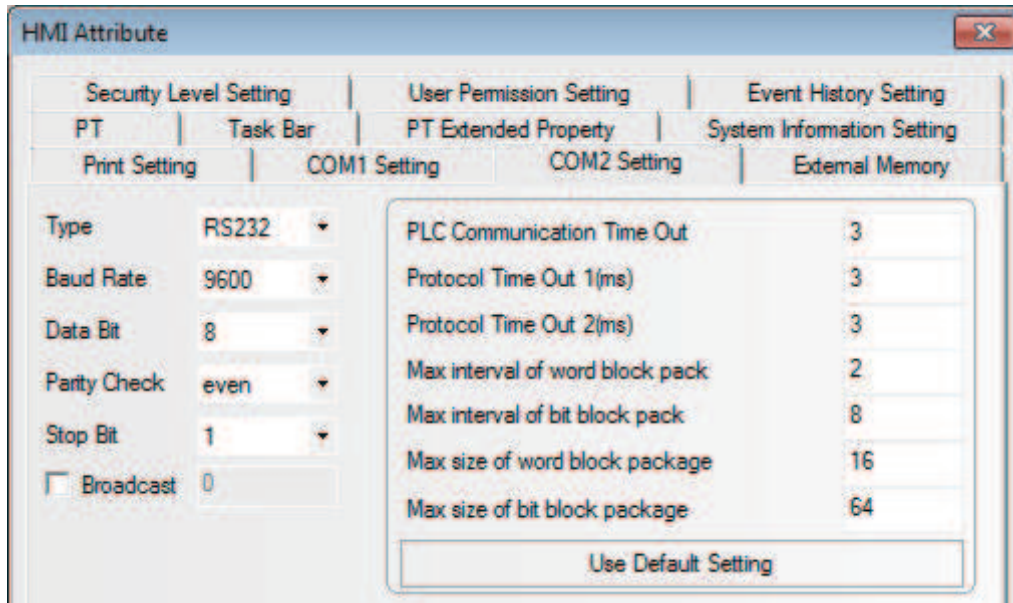 HMI Attribute
Security Level Setting User Permission Setting Event History Setting
PT Task Bar PT Extended Property System Information Setting
Print Setting COM1 Setting COM2 Setting External Memory
Type RS232
Baud Rate 9600
Data Bit 8
Parity Check even
Stop Bit 1
Broadcast 0
PLC Communication Time Out 3
Protocol Time Out 1(ms) 3
Protocol Time Out 2(ms) 3
Max interval of word block pack 2
Max interval of bit block pack 8
Max size of word block package 16
Max size of bit block package 64
Use Default Setting